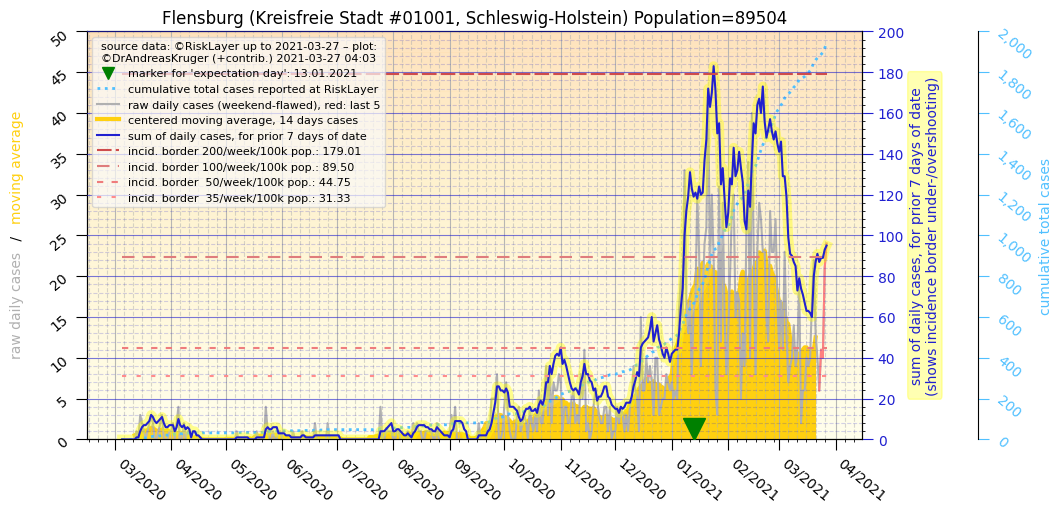 Flensburg (Kreisfreie Stadt #01001, Schleswig-Holstein) Population=89504
source data: ©RiskLayer up to 2021-03-27 – plot:
©DrAndreasKruger (+contrib.) 2021-03-27 04:03
marker for 'expectation day': 13.01.2021
cumulative total cases reported at RiskLayer
raw daily cases (weekend-flawed), red: last 5
centered moving average, 14 days cases
sum of daily cases, for prior 7 days of date
incid. border 200/week/100k pop.: 179.01
incid. border 100/week/100k pop.: 89.50
incid. border  50/week/100k pop.: 44.75
incid. border  35/week/100k pop.: 31.33
raw daily cases / moving average
50
45
40
35
30
25
20
15
10
5
0
03/2020
04/2020
05/2020
06/2020
07/2020
08/2020
09/2020
10/2020
11/2020
12/2020
01/2021
02/2021
03/2021
04/2021
200
180
160
140
120
100
80
60
40
20
0
sum of daily cases, for prior 7 days of date
(shows incidence border under-/overshooting)
2,000
1,800
1,600
1,400
1,200
1,000
800
600
400
200
0
cumulative total cases